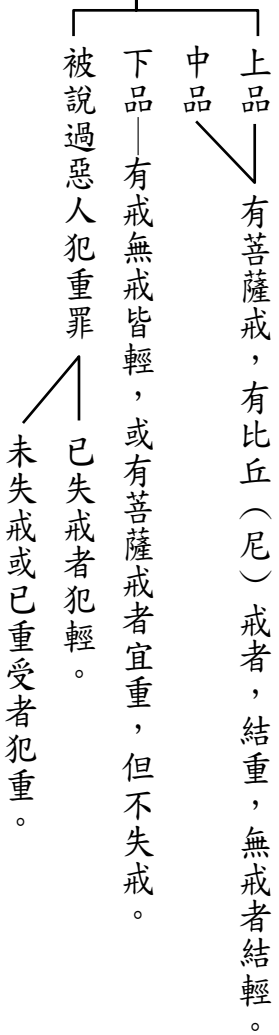 上品
中品
有菩薩戒，有比丘（尼）戒者，結重，無戒者結輕。
下品—有戒無戒皆輕，或有菩薩戒者宜重，但不失戒。
被說過惡人犯重罪
已失戒者犯輕。
未失戒或已重受者犯重。